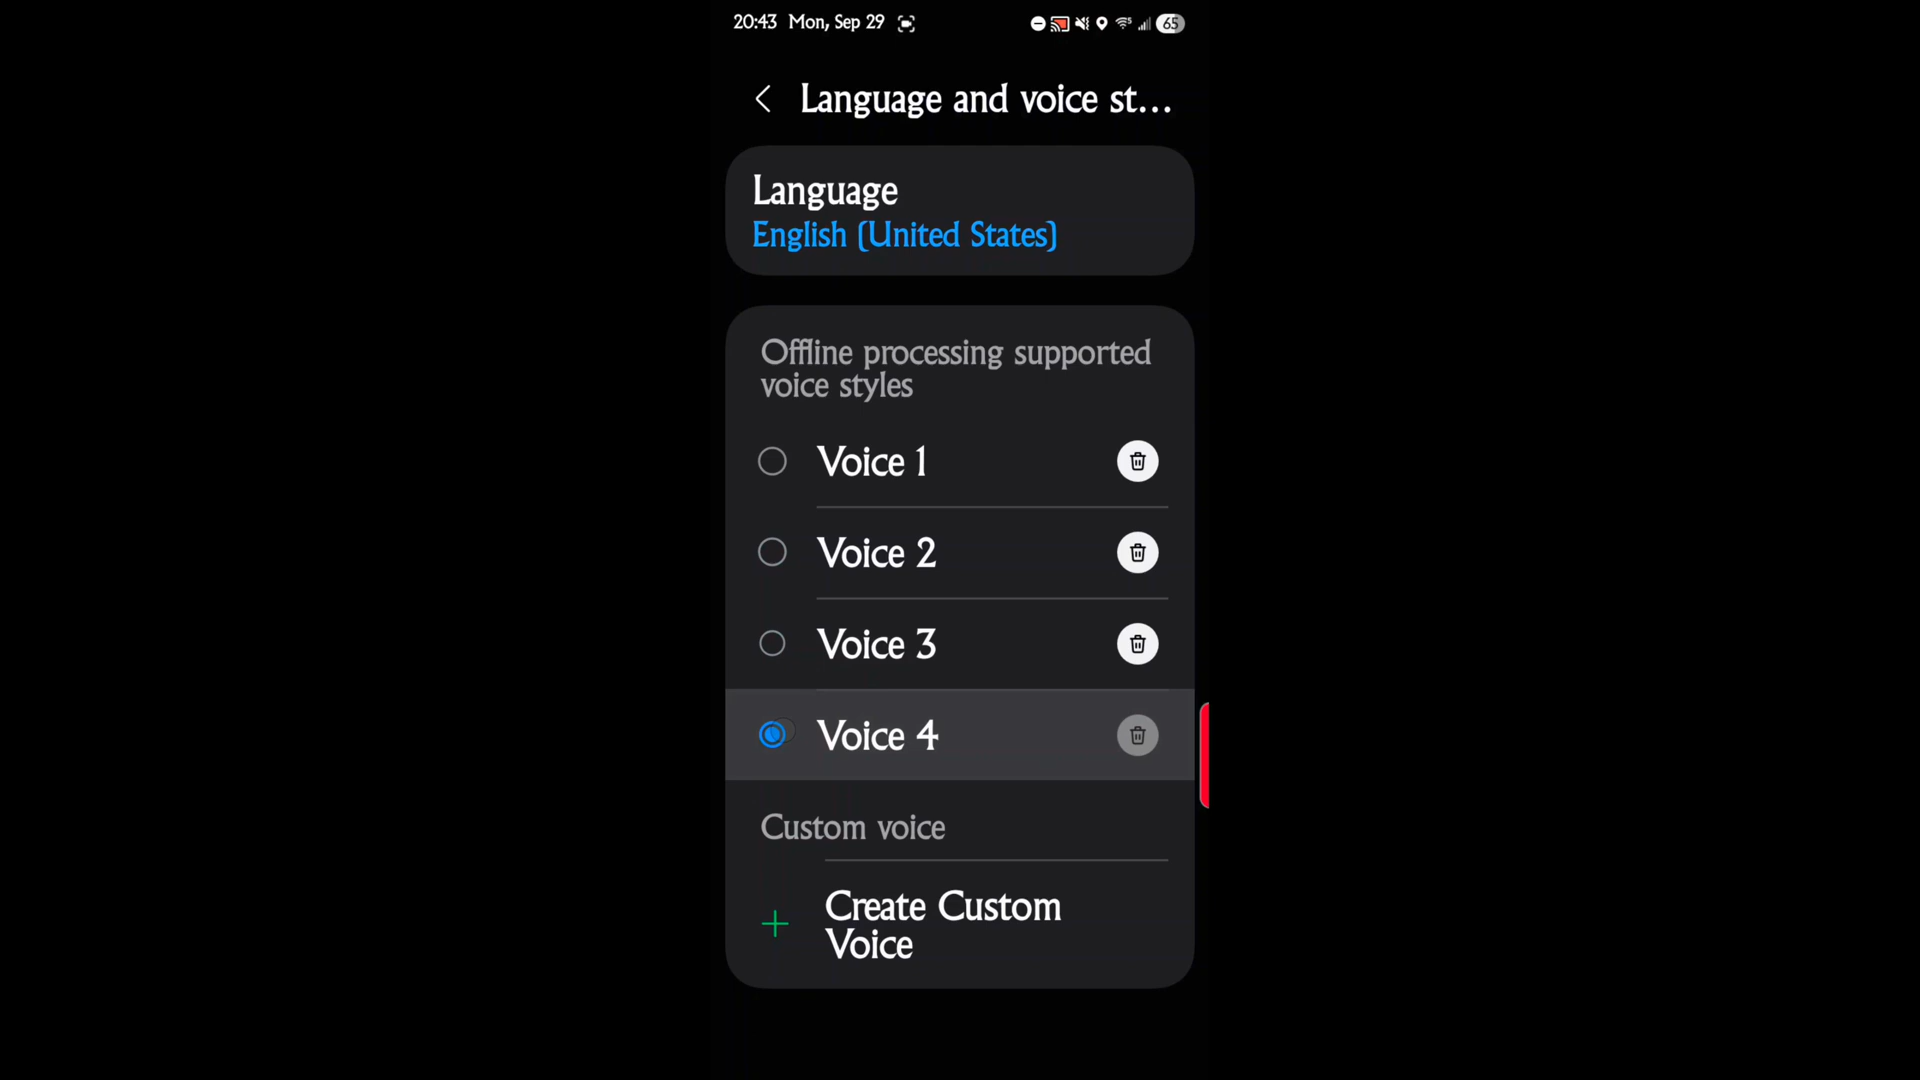 20:43 Mon, Sep 29
65
Language and voice st...
Language
English (United States)
Offline processing supported
voice styles
Voice 1
Voice 2
Voice 3
Voice 4
Custom voice
Create Custom
Voice